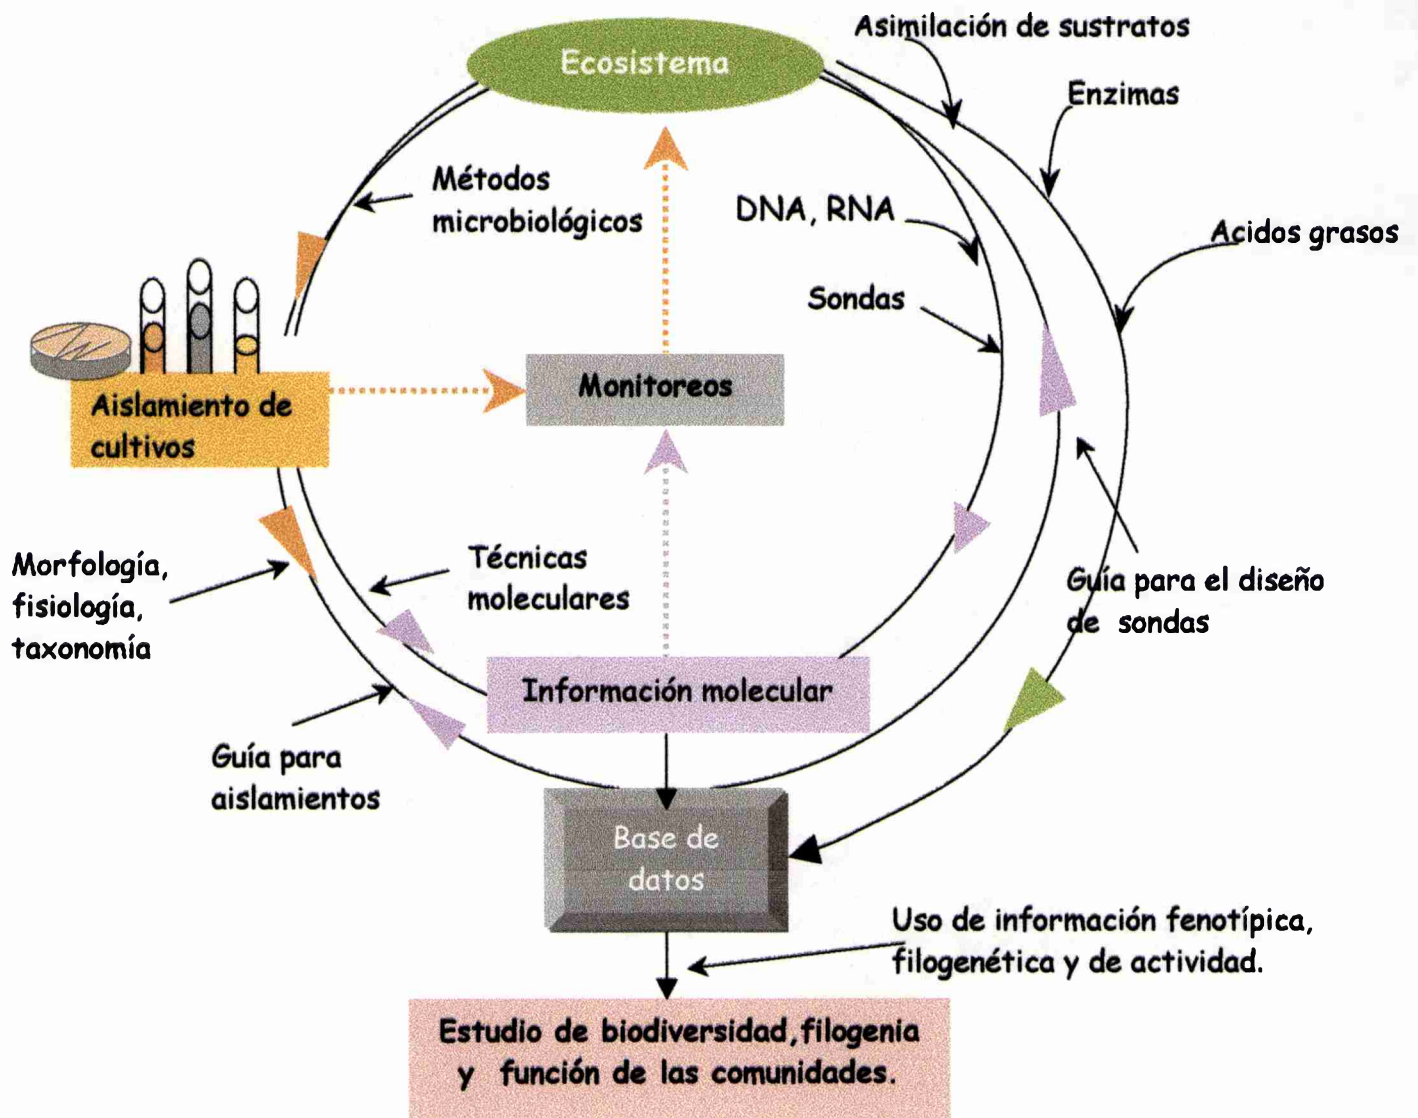 Asimilación de sustratos
Ecosistema
Enzimas
Métodos
microbiológicos
DNA, RNA
Acidos grasos
Sondas
Monitoreos
Aislamiento de
cultivos
Morfología,
fisiología,
taxonomía
Técnicas
moleculares
Guía para el diseño
de sondas
Información molecular
Guía para
aislamientos
Base de
datos
Uso de información fenotípica,
filogenética y de actividad.
Estudio de biodiversidad, filogenia
y función de las comunidades.